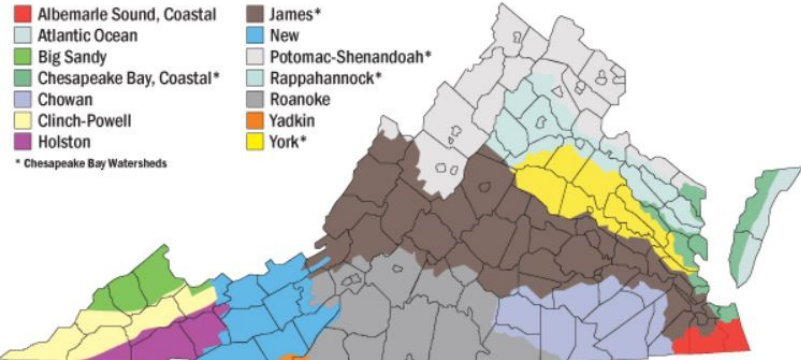 Albemarle Sound, Coastal
Atlantic Ocean
Big Sandy
Chesapeake Bay, Coastal*
Chowan
Clinch-Powell
Holston
* Chesapeake Bay Watersheds
James*
New
Potomac-Shenandoah*
Rappahannock*
Roanoke
Yadkin
York*